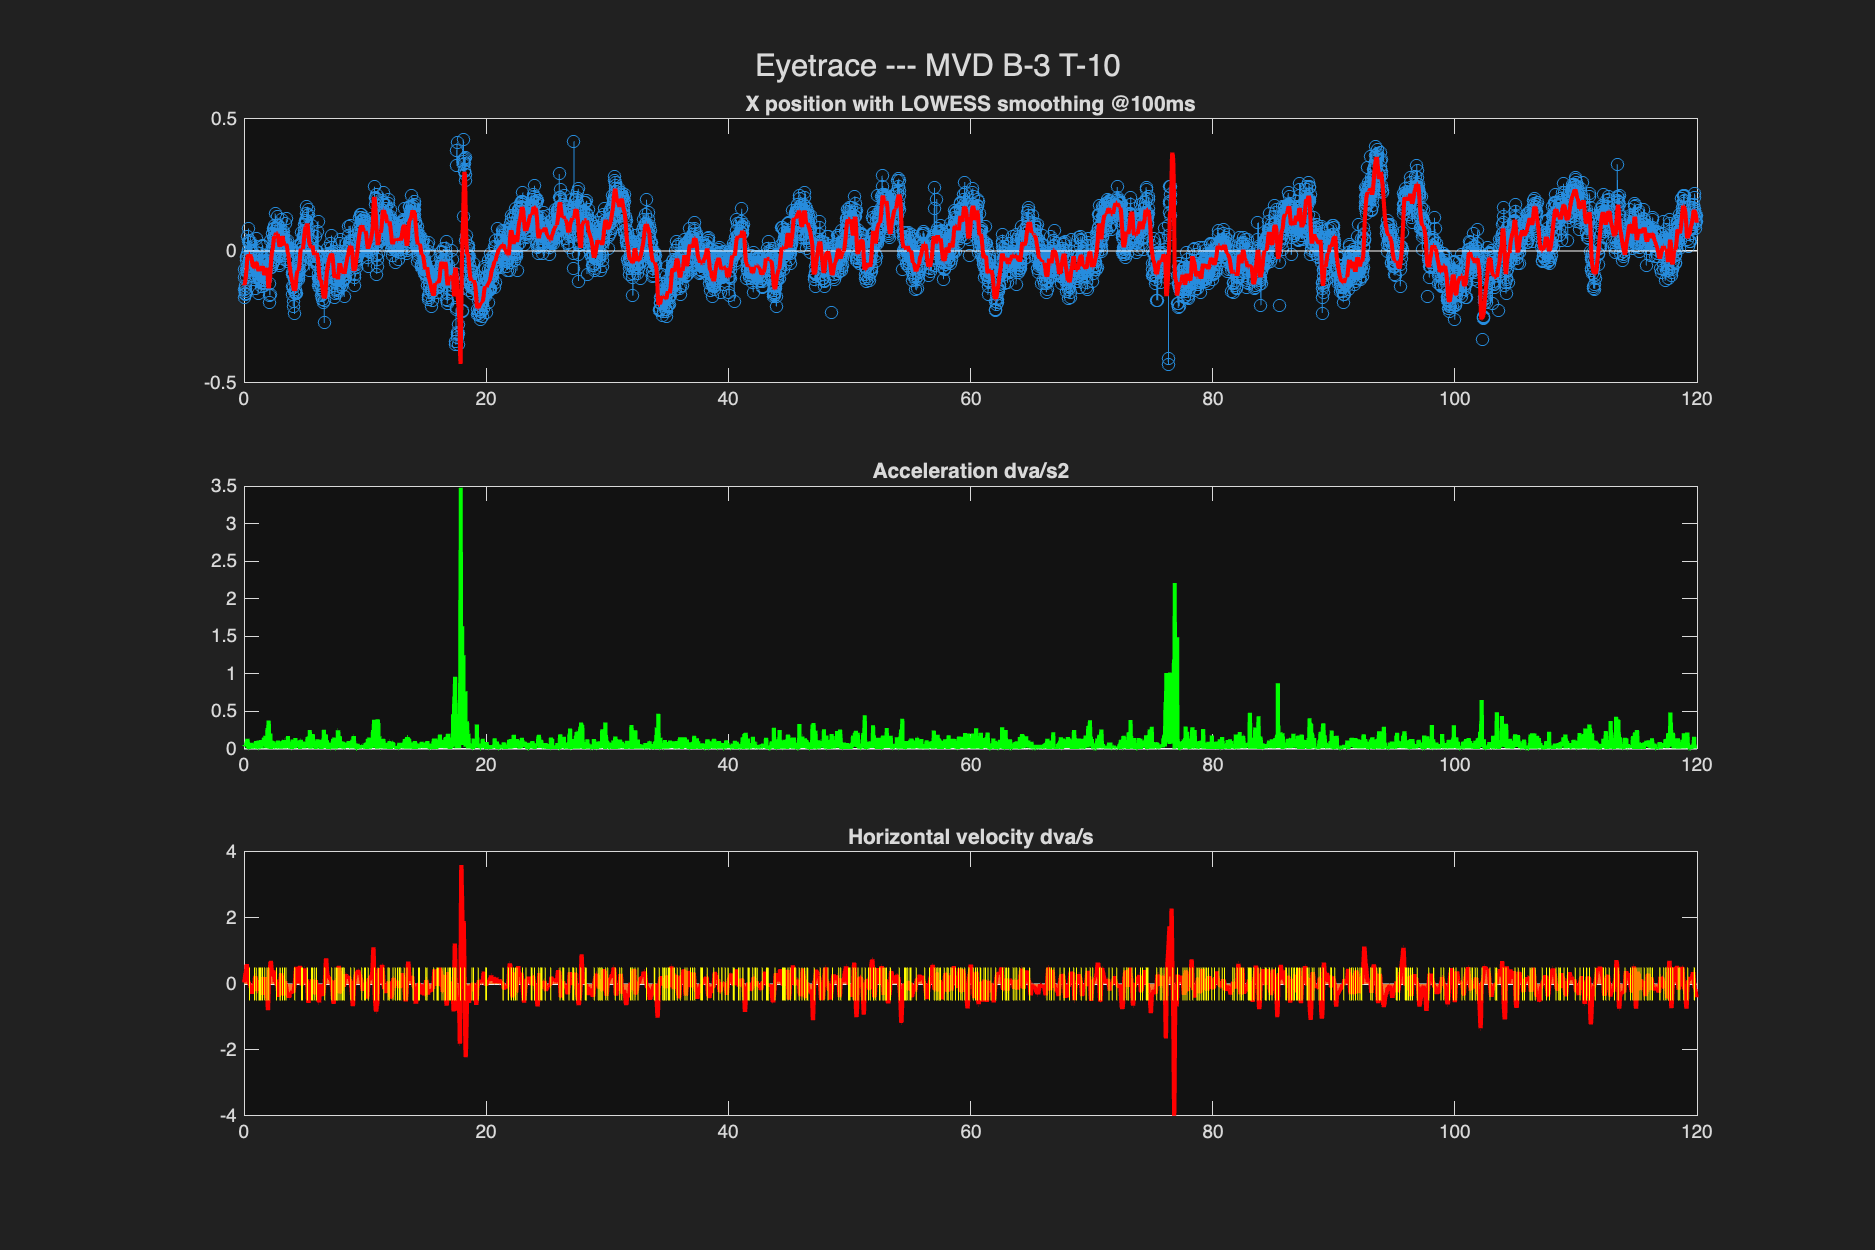 Eyetrace --- MVD B-3 T-10
X position with LOWESS smoothing @100ms
0.5
0
-0.5
0 20 40 60 80 100 120
Acceleration dva/s2
3.5
3
2.5
2
1.5
1
0.5
0
0 20 40 60 80 100 120
Horizontal velocity dva/s
4
2
0
-2
-4
0 20 40 60 80 100 120